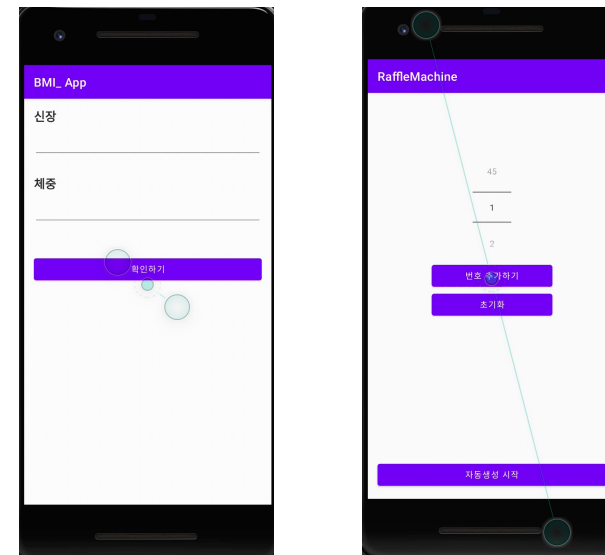 BMI_ App
신장
체중
확인하기
RaffleMachine
45
1
2
번호 추가하기
초기화
자동생성 시작